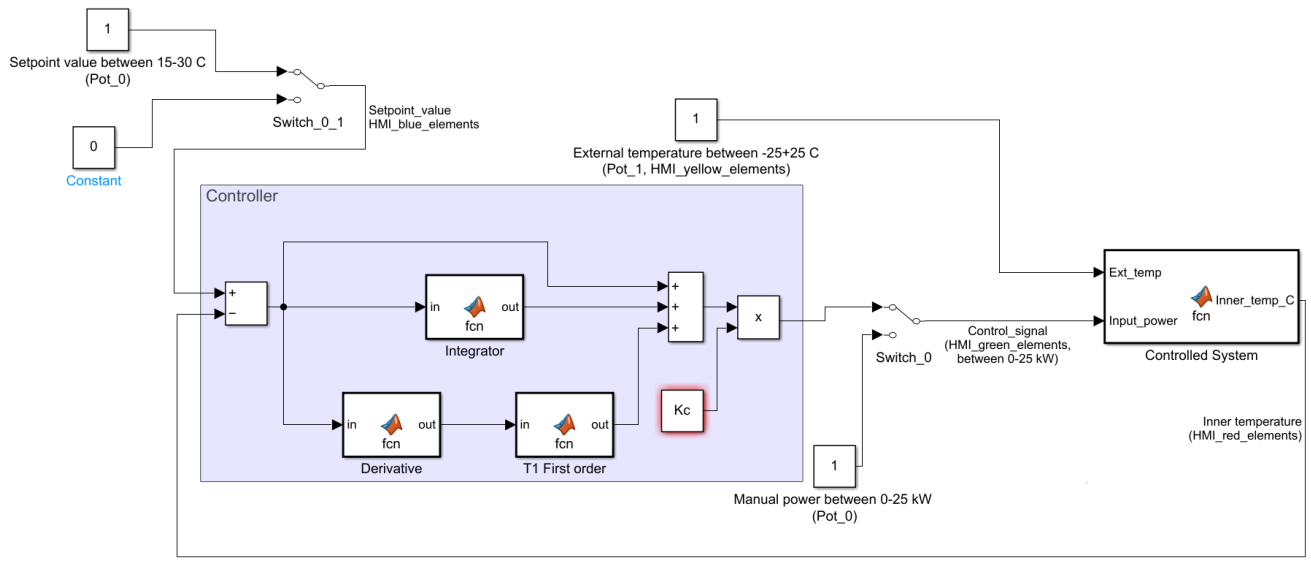 1
Setpoint value between 15-30 C
(Pot_0)
0
Constant
Switch_0_1
Setpoint_value
HMI_blue_elements
1
External temperature between -25+25 C
(Pot_1, HMI_yellow_elements)
Controller
+
−
in
fcn
out
Integrator
in
fcn
out
Derivative
in
fcn
out
T1 First order
+
+
+
x
Kc
Switch_0
1
Manual power between 0-25 kW
(Pot_0)
Control_signal
(HMI_green_elements,
between 0-25 kW)
Ext_temp
Input_power
fcn
Inner_temp_C
Controlled System
Inner temperature
(HMI_red_elements)